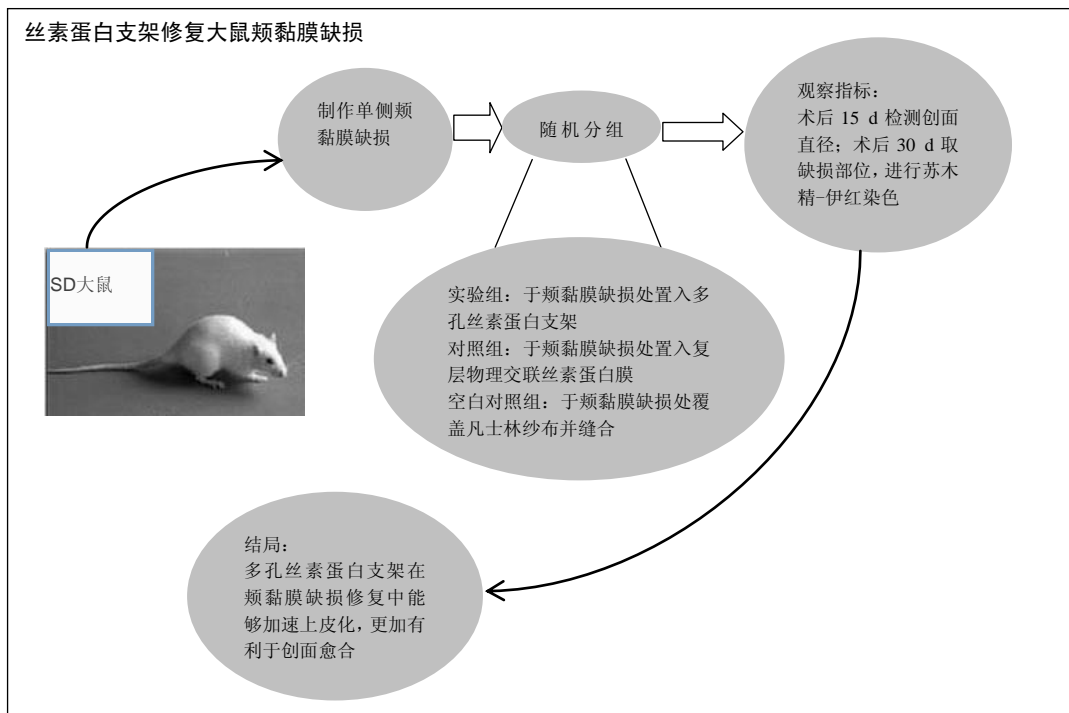 丝素蛋白支架修复大鼠颊黏膜缺损
SD大鼠
制作单侧颊
黏膜缺损
随机分组
实验组：于颊黏膜缺损处置入多
孔丝素蛋白支架
对照组：于颊黏膜缺损处置入复
层物理交联丝素蛋白膜
空白对照组：于颊黏膜缺损处覆
盖凡士林纱布并缝合
观察指标：
术后 15 d 检测创面
直径；术后 30 d 取
缺损部位，进行苏木
精-伊红染色
结局：
多孔丝素蛋白支架在
颊黏膜缺损修复中能
够加速上皮化，更加有
利于创面愈合